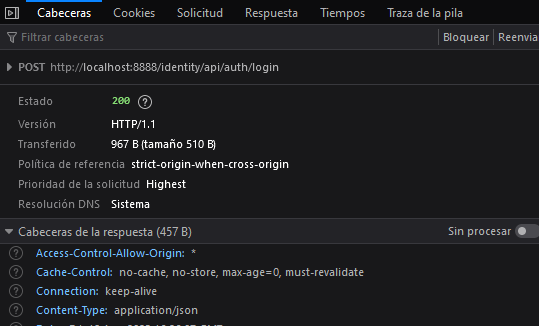 Cabeceras Cookies Solicitud Respuesta Tiempos Traza de la pila
Filtrar cabeceras Bloquear Reenvia
POST http://localhost:8888/identity/api/auth/login
Estado 200 ?
Versión HTTP/1.1
Transferido 967 B (tamaño 510 B)
Política de referencia strict-origin-when-cross-origin
Prioridad de la solicitud Highest
Resolución DNS Sistema
Cabeceras de la respuesta (457 B) Sin procesar
? Access-Control-Allow-Origin: *
? Cache-Control: no-cache, no-store, max-age=0, must-revalidate
? Connection: keep-alive
? Content-Type: application/json